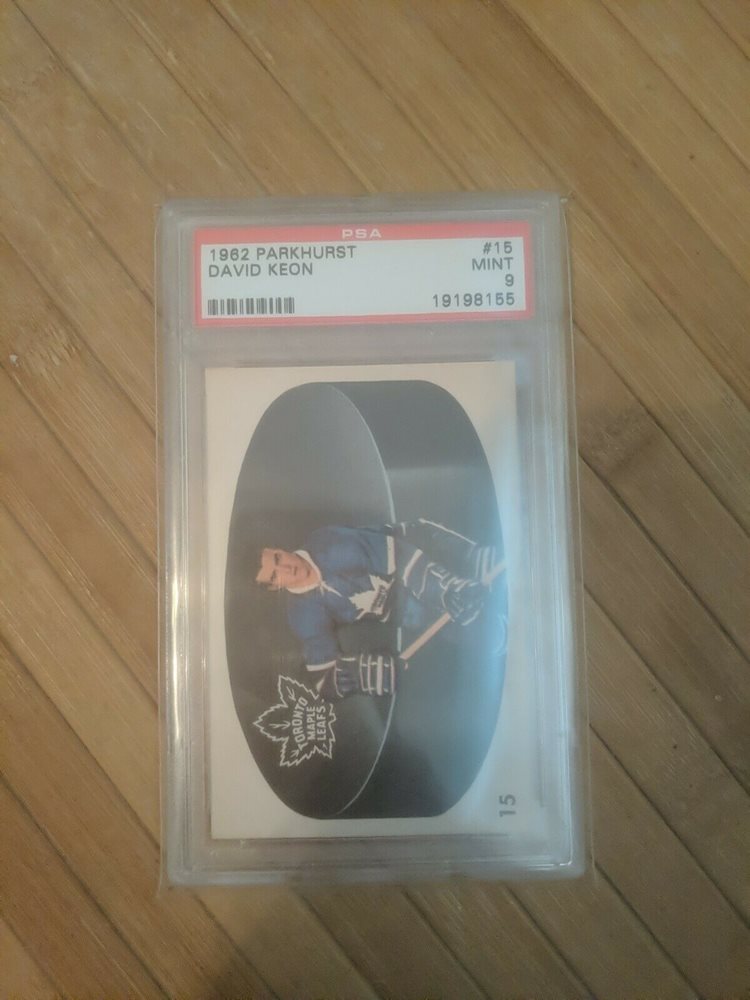 PSA
1962 PARKHURST #15
DAVID KEON MINT
9
19198155
TORONTO
MAPLE
LEAFS
15